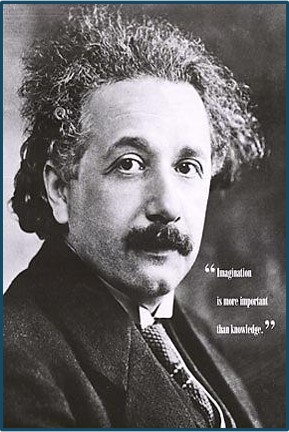 “ Imagination
is more important
than knowledge. ”